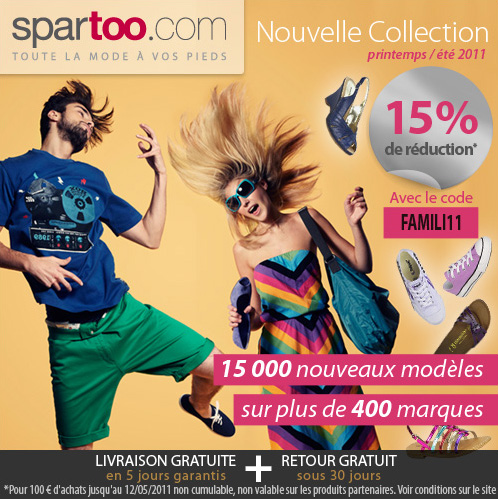 spartoo.com
TOUTE LA MODE À VOS PIEDS
Nouvelle Collection
printemps / été 2011
15%
de réduction*
Avec le code
FAMILI11
15 000 nouveaux modèles
sur plus de 400 marques
LIVRAISON GRATUITE + RETOUR GRATUIT
en 5 jours garantis sous 30 jours
*Pour 100 € d'achats jusqu'au 12/05/2011 non cumulable, non valable sur les produits partenaires. Voir conditions sur le site